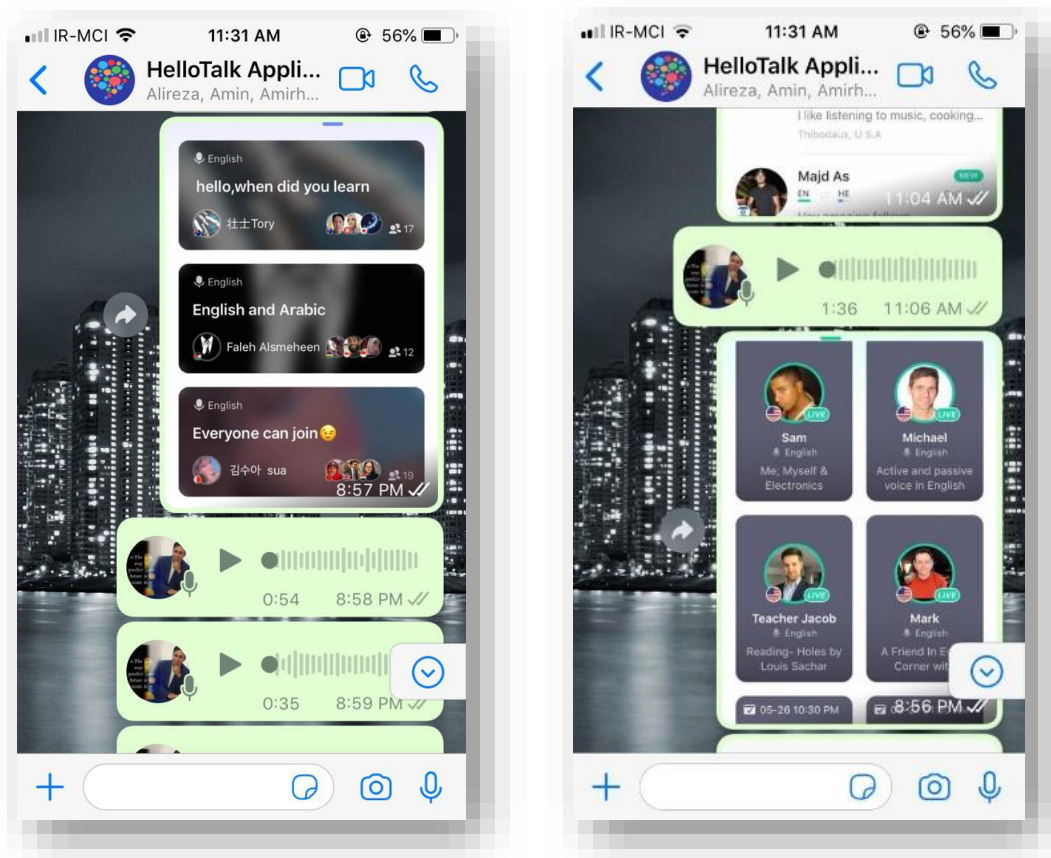 IR-MCI 11:31 AM 56%
HelloTalk Appli...
Alireza, Amin, Amirh...
English
hello,when did you learn
壮士Tory 17
English
English and Arabic
Faleh Alsmeheen 12
English
Everyone can join😉
김수아 sua 19
8:57 PM
0:54 8:58 PM
0:35 8:59 PM
IR-MCI 11:31 AM 56%
HelloTalk Appli...
Alireza, Amin, Amirh...
I like listening to music, cooking...
Thibodaux, U.S.A
Majd As NEW
EN HE
11:04 AM
1:36 11:06 AM
LIVE LIVE
Sam Michael
English English
Me; Myself & Active and passive
Electronics voice in English
LIVE LIVE
Teacher Jacob Mark
English English
Reading- Holes by A Friend In
Louis Sachar Corner
05-26 10:30 PM
8:56 PM